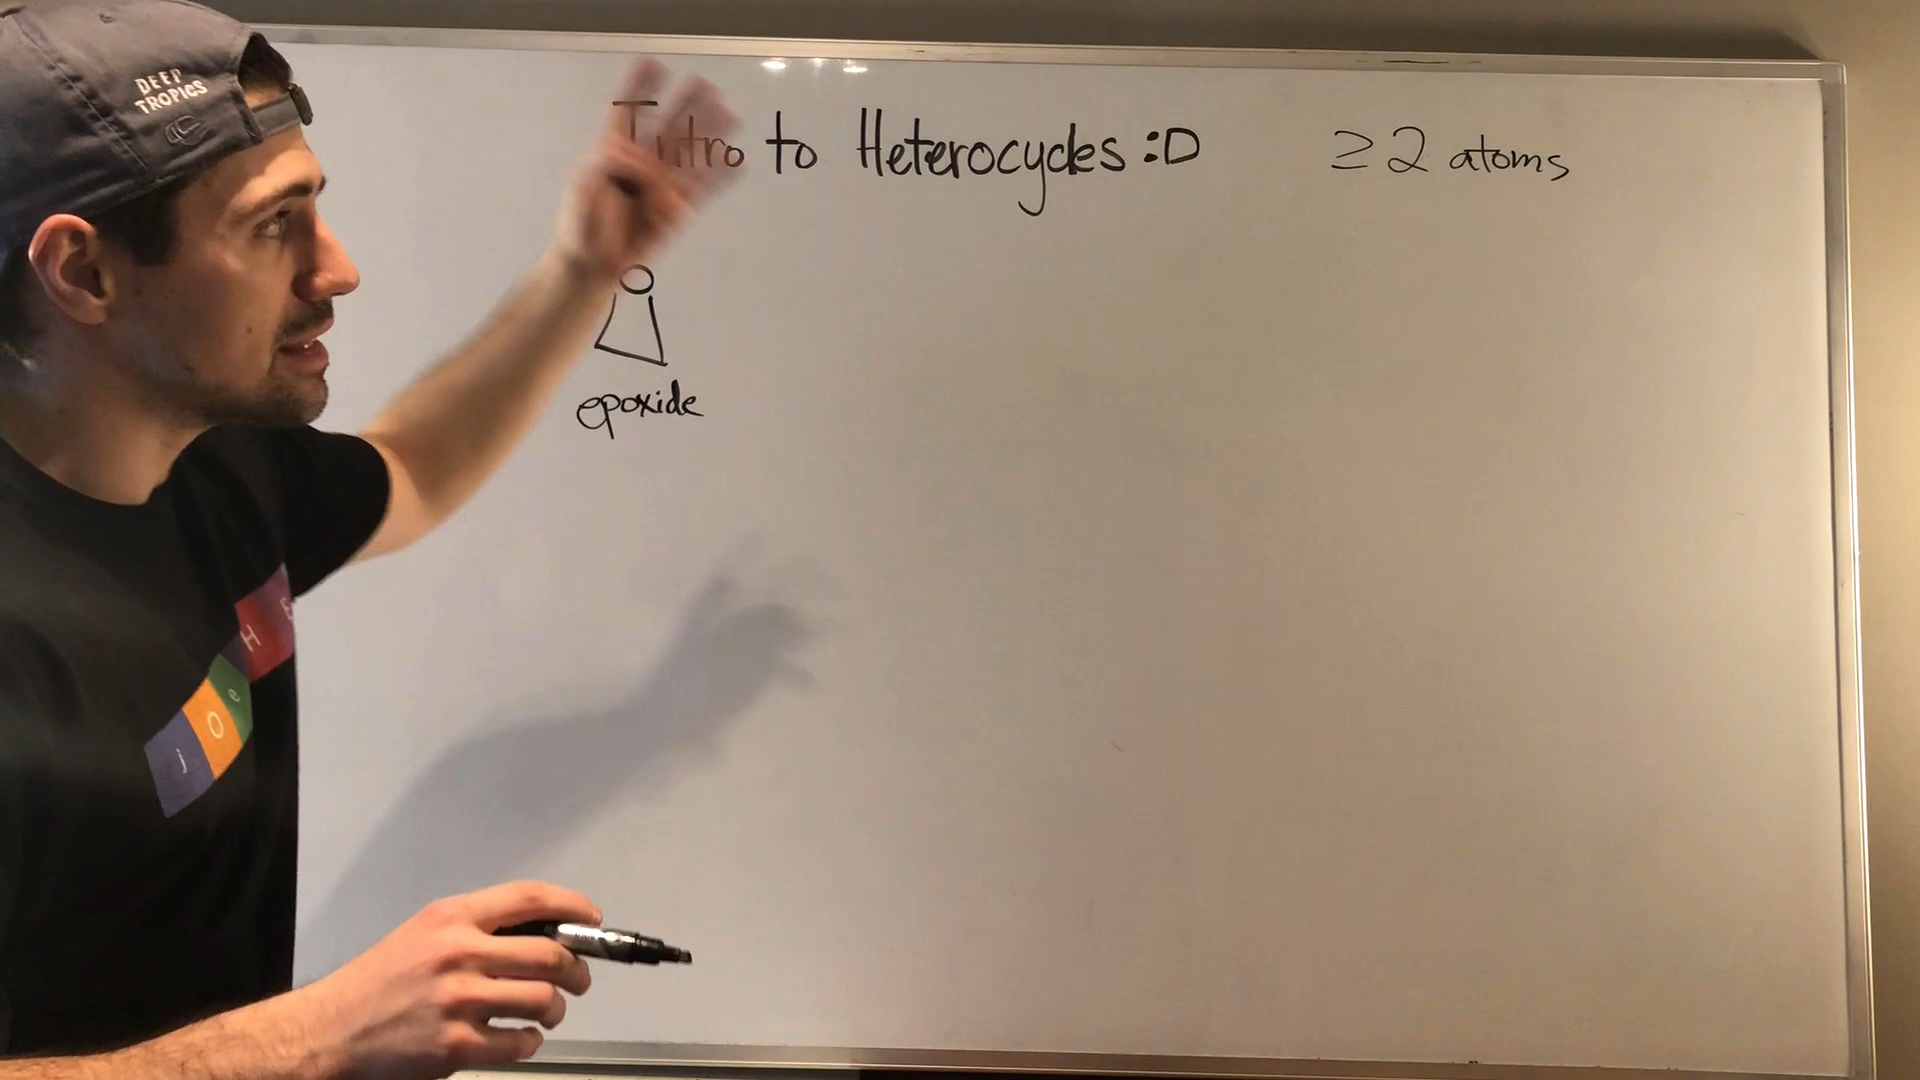 DEEP
TROPICS
Intro to Heterocycles :D
≥ 2 atoms
O
epoxide
j O e H